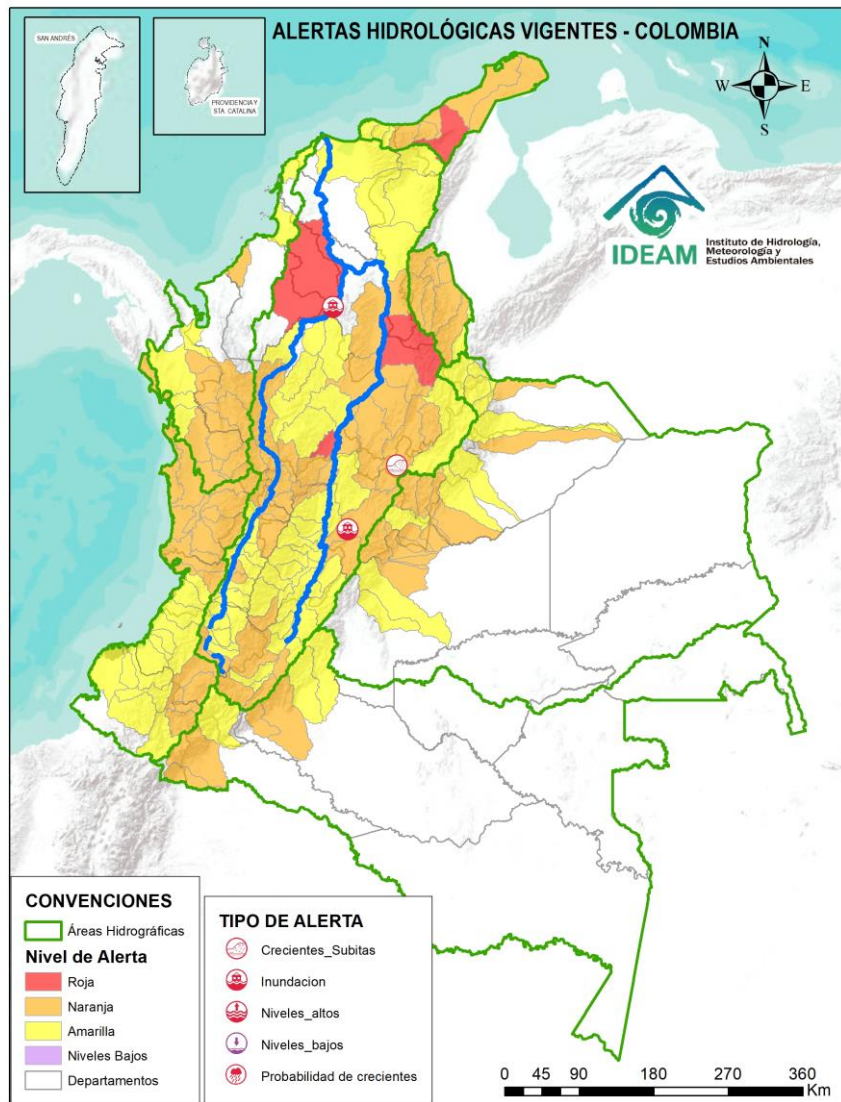 ALERTAS HIDROLÓGICAS VIGENTES - COLOMBIA
SAN ANDRÉS
PROVIDENCIA Y
STA. CATALINA
N
W
E
S
IDEAM
Instituto de Hidrología,
Meteorología y
Estudios Ambientales
CONVENCIONES
Áreas Hidrográficas
Nivel de Alerta
Roja
Naranja
Amarilla
Niveles Bajos
Departamentos
TIPO DE ALERTA
Crecientes_Subitas
Inundacion
Niveles_altos
Niveles_bajos
Probabilidad de crecientes
0 45 90 180 270 360
Km